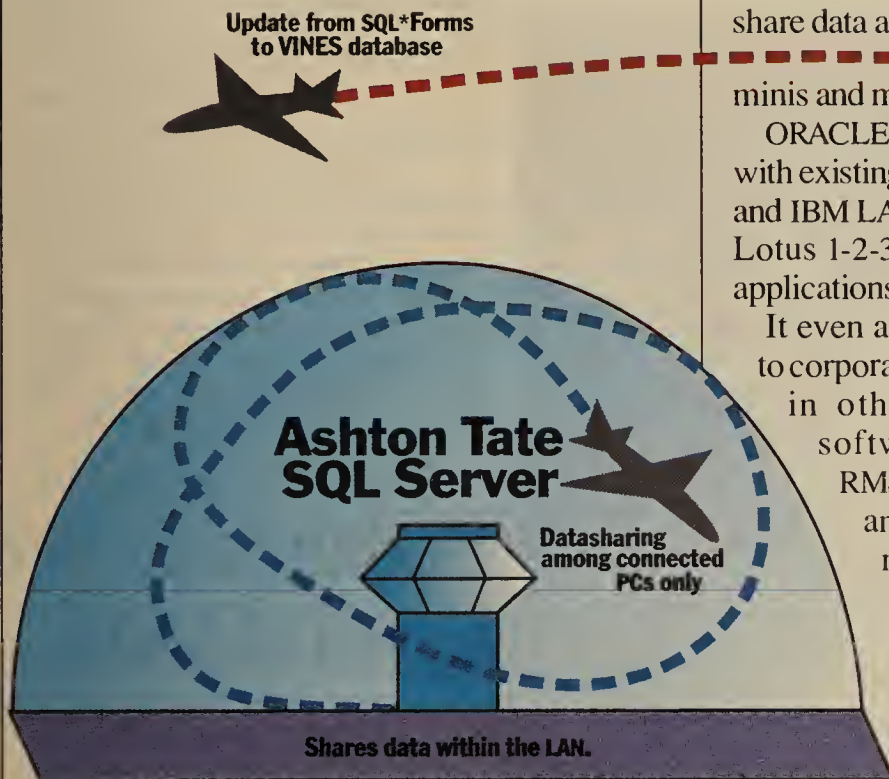 Update from SQL*Forms
to VINES database
Ashton Tate
SQL Server
Datasharing
among connected
PCs only
Shares data within the LAN.
share data a
minis and m
ORACLE
with existing
and IBM LA
Lotus 1-2-3
applications
It even a
to corpora
in oth
softw
RM
an